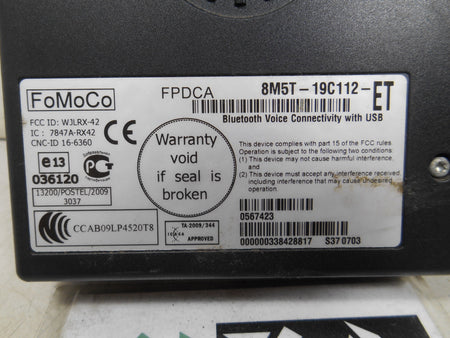 FoMoCo
FPDCA
8M5T-19C112-ET
FCC ID: WJLRX-42
IC : 7847A-RX42
CNC-ID 16-6360
Bluetooth Voice Connectivity with USB
e13
036120
13200/POSTEL/2009
3037
CCAB09LP4520T8
Warranty
void
if seal is
broken
This device complies with part 15 of the FCC rules.
Operation is subject to the following two conditions:
(1) This device may not cause harmful interference,
and
(2) This device must accept any interference received
including interference that may cause undesired
operation.
TA-2009/344
ICASA
APPROVED
0567423
000000338428817
S37 0703